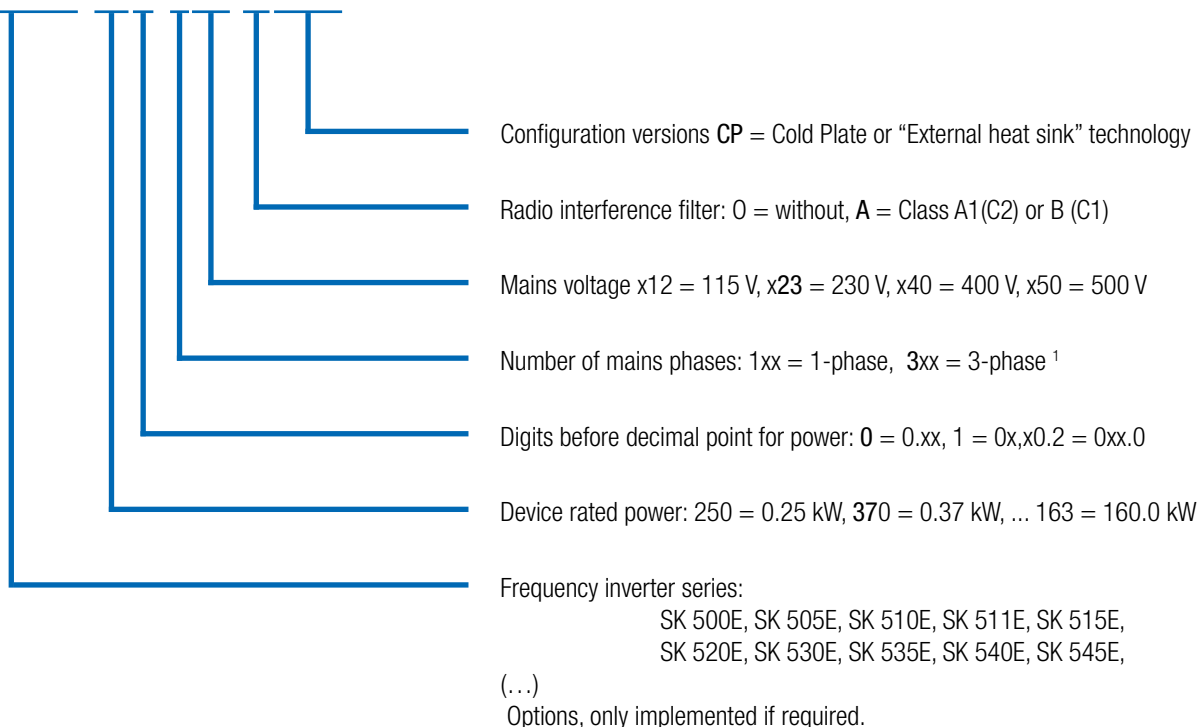 Configuration versions CP = Cold Plate or “External heat sink” technology
Radio interference filter: O = without, A = Class A1(C2) or B (C1)
Mains voltage x12 = 115 V, x23 = 230 V, x40 = 400 V, x50 = 500 V
Number of mains phases: 1xx = 1-phase, 3xx = 3-phase ¹
Digits before decimal point for power: 0 = 0.xx, 1 = 0x,x0.2 = 0xx.0
Device rated power: 250 = 0.25 kW, 370 = 0.37 kW, ... 163 = 160.0 kW
Frequency inverter series:
SK 500E, SK 505E, SK 510E, SK 511E, SK 515E,
SK 520E, SK 530E, SK 535E, SK 540E, SK 545E,
(…)
Options, only implemented if required.